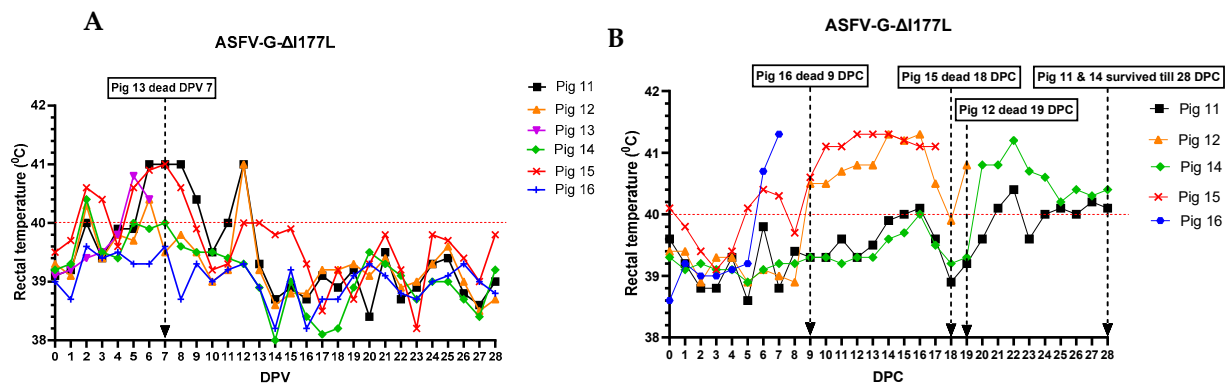 A
ASFV-G-ΔI177L
Pig 13 dead DPV 7
Rectal temperature (⁰C)
42
41
40
39
38
0 1 2 3 4 5 6 7 8 9 10 11 12 13 14 15 16 17 18 19 20 21 22 23 24 25 26 27 28
DPV
Pig 11
Pig 12
Pig 13
Pig 14
Pig 15
Pig 16
B
ASFV-G-ΔI177L
Pig 16 dead 9 DPC
Pig 15 dead 18 DPC
Pig 11 & 14 survived till 28 DPC
Pig 12 dead 19 DPC
Rectal temperature (⁰C)
42
41
40
39
38
0 1 2 3 4 5 6 7 8 9 10 11 12 13 14 15 16 17 18 19 20 21 22 23 24 25 26 27 28
DPC
Pig 11
Pig 12
Pig 14
Pig 15
Pig 16